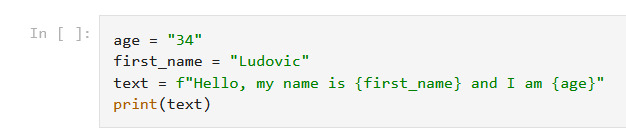 In [ ]:
age = "34"
first_name = "Ludovic"
text = f"Hello, my name is {first_name} and I am {age}"
print(text)